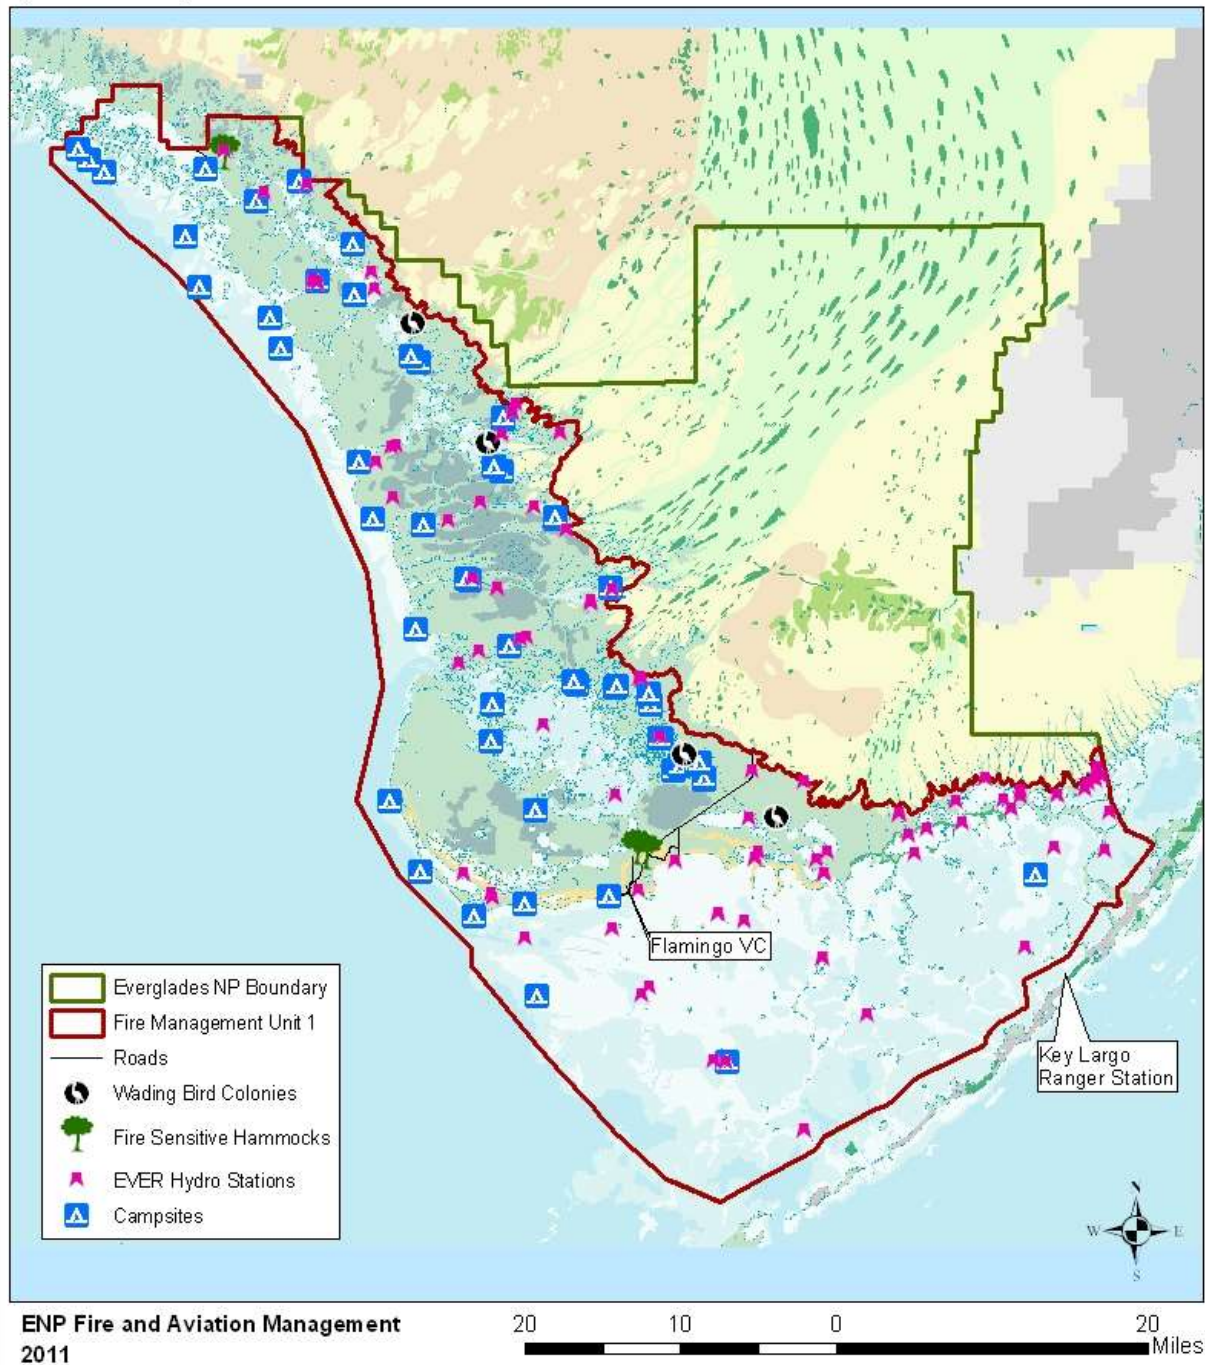 Flamingo VC
Key Largo
Ranger Station
Everglades NP Boundary
Fire Management Unit 1
Roads
Wading Bird Colonies
Fire Sensitive Hammocks
EVER Hydro Stations
Campsites
N
W E
S
ENP Fire and Aviation Management
2011
20 10 0 20
Miles